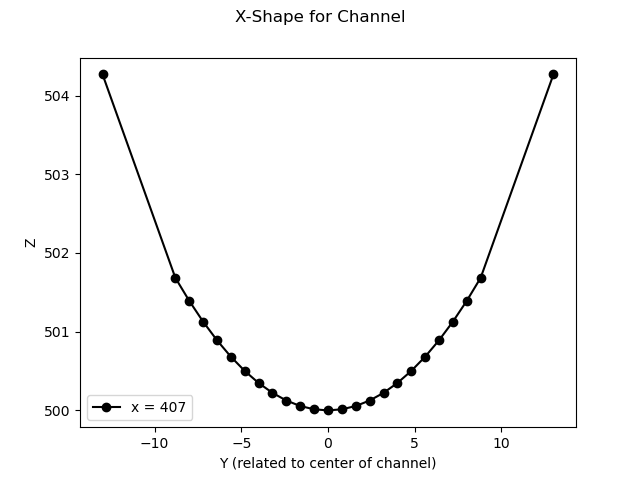 X-Shape for Channel
504
503
502
501
500
Z
x = 407
−10
−5
0
5
10
Y (related to center of channel)